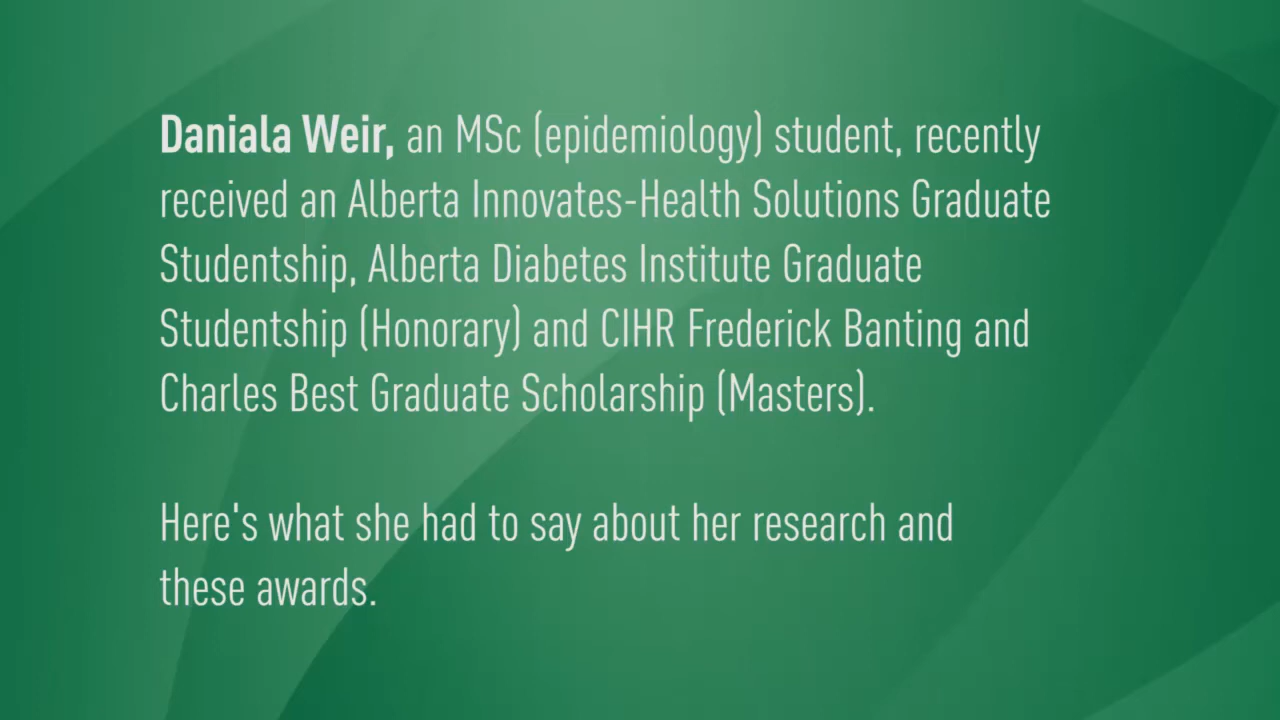 Daniala Weir, an MSc (epidemiology) student, recently
received an Alberta Innovates-Health Solutions Graduate
Studentship, Alberta Diabetes Institute Graduate
Studentship (Honorary) and CIHR Frederick Banting and
Charles Best Graduate Scholarship (Masters).
Here's what she had to say about her research and
these awards.